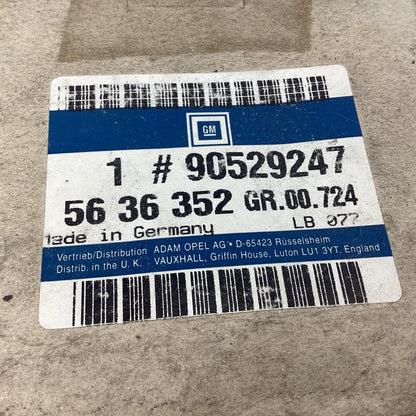 GM
1 # 90529247
56 36 352 GR.00.724
Made in Germany LB 077
Vertrieb/Distribution ADAM OPEL AG • D-65423 Rüsselsheim
Distrib. in the U.K. VAUXHALL, Griffin House, Luton LU1 3YT. England